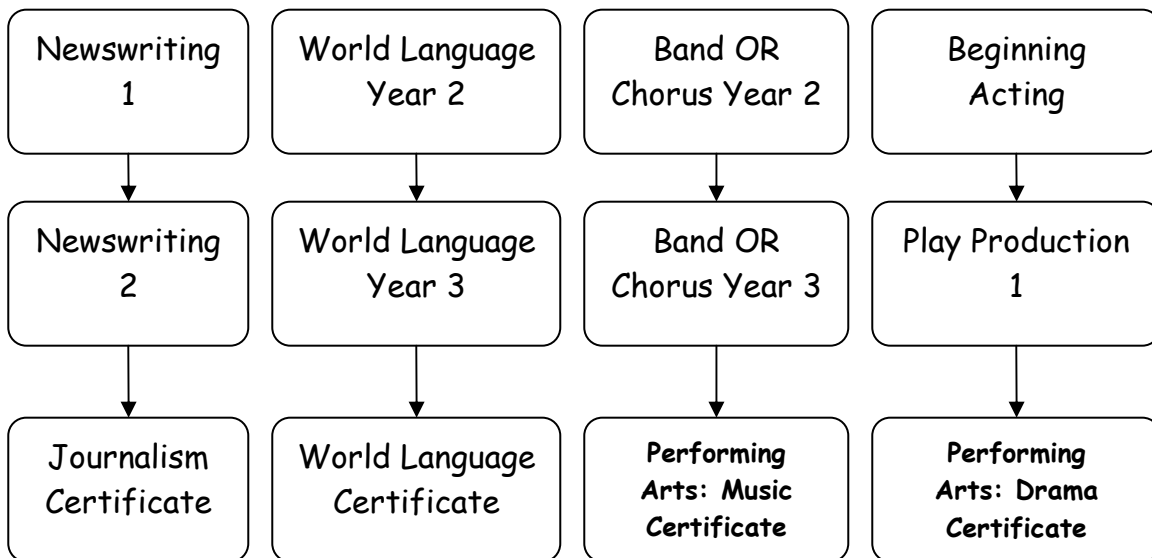 Newswriting
1
World Language
Year 2
Band OR
Chorus Year 2
Beginning
Acting
Newswriting
2
World Language
Year 3
Band OR
Chorus Year 3
Play Production
1
Journalism
Certificate
World Language
Certificate
Performing
Arts: Music
Certificate
Performing
Arts: Drama
Certificate